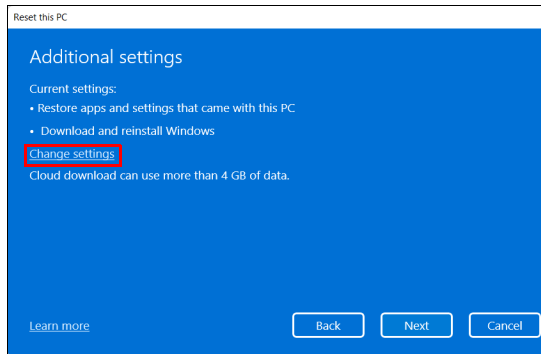 Reset this PC
Additional settings
Current settings:
• Restore apps and settings that came with this PC
• Download and reinstall Windows
Change settings
Cloud download can use more than 4 GB of data.
Learn more
Back
Next
Cancel